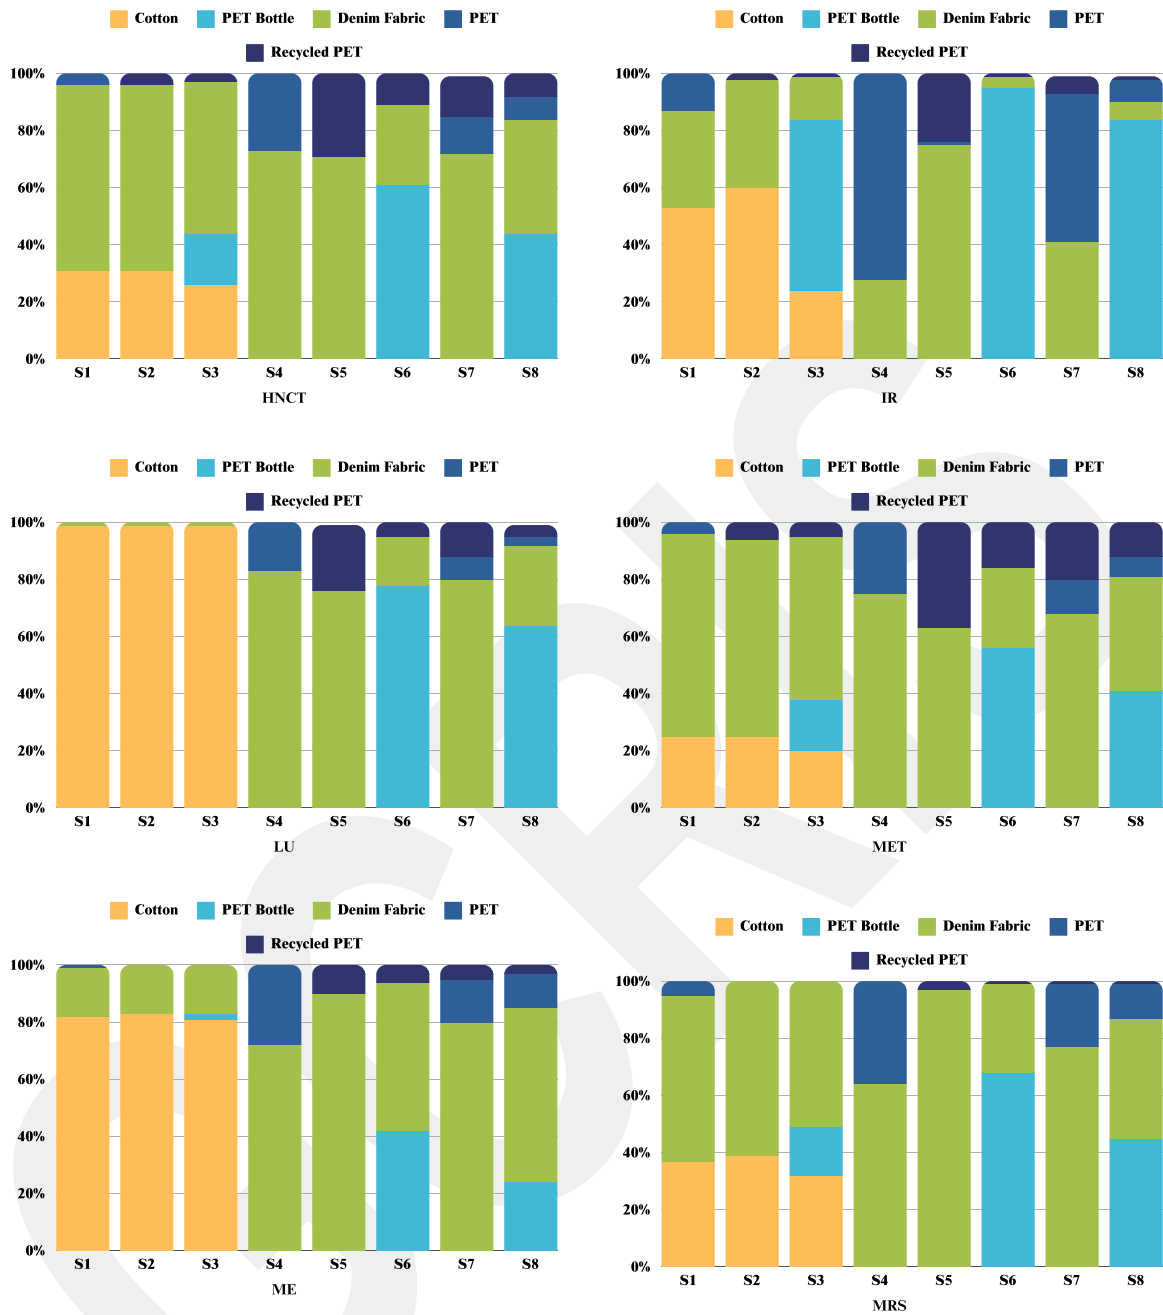 Cotton PET Bottle Denim Fabric PET
Recycled PET
100%
80%
60%
40%
20%
0%
S1 S2 S3 S4 S5 S6 S7 S8
HNCT
Cotton PET Bottle Denim Fabric PET
Recycled PET
100%
80%
60%
40%
20%
0%
S1 S2 S3 S4 S5 S6 S7 S8
IR
Cotton PET Bottle Denim Fabric PET
Recycled PET
100%
80%
60%
40%
20%
0%
S1 S2 S3 S4 S5 S6 S7 S8
LU
Cotton PET Bottle Denim Fabric PET
Recycled PET
100%
80%
60%
40%
20%
0%
S1 S2 S3 S4 S5 S6 S7 S8
MET
Cotton PET Bottle Denim Fabric PET
Recycled PET
100%
80%
60%
40%
20%
0%
S1 S2 S3 S4 S5 S6 S7 S8
ME
Cotton PET Bottle Denim Fabric PET
Recycled PET
100%
80%
60%
40%
20%
0%
S1 S2 S3 S4 S5 S6 S7 S8
MRS